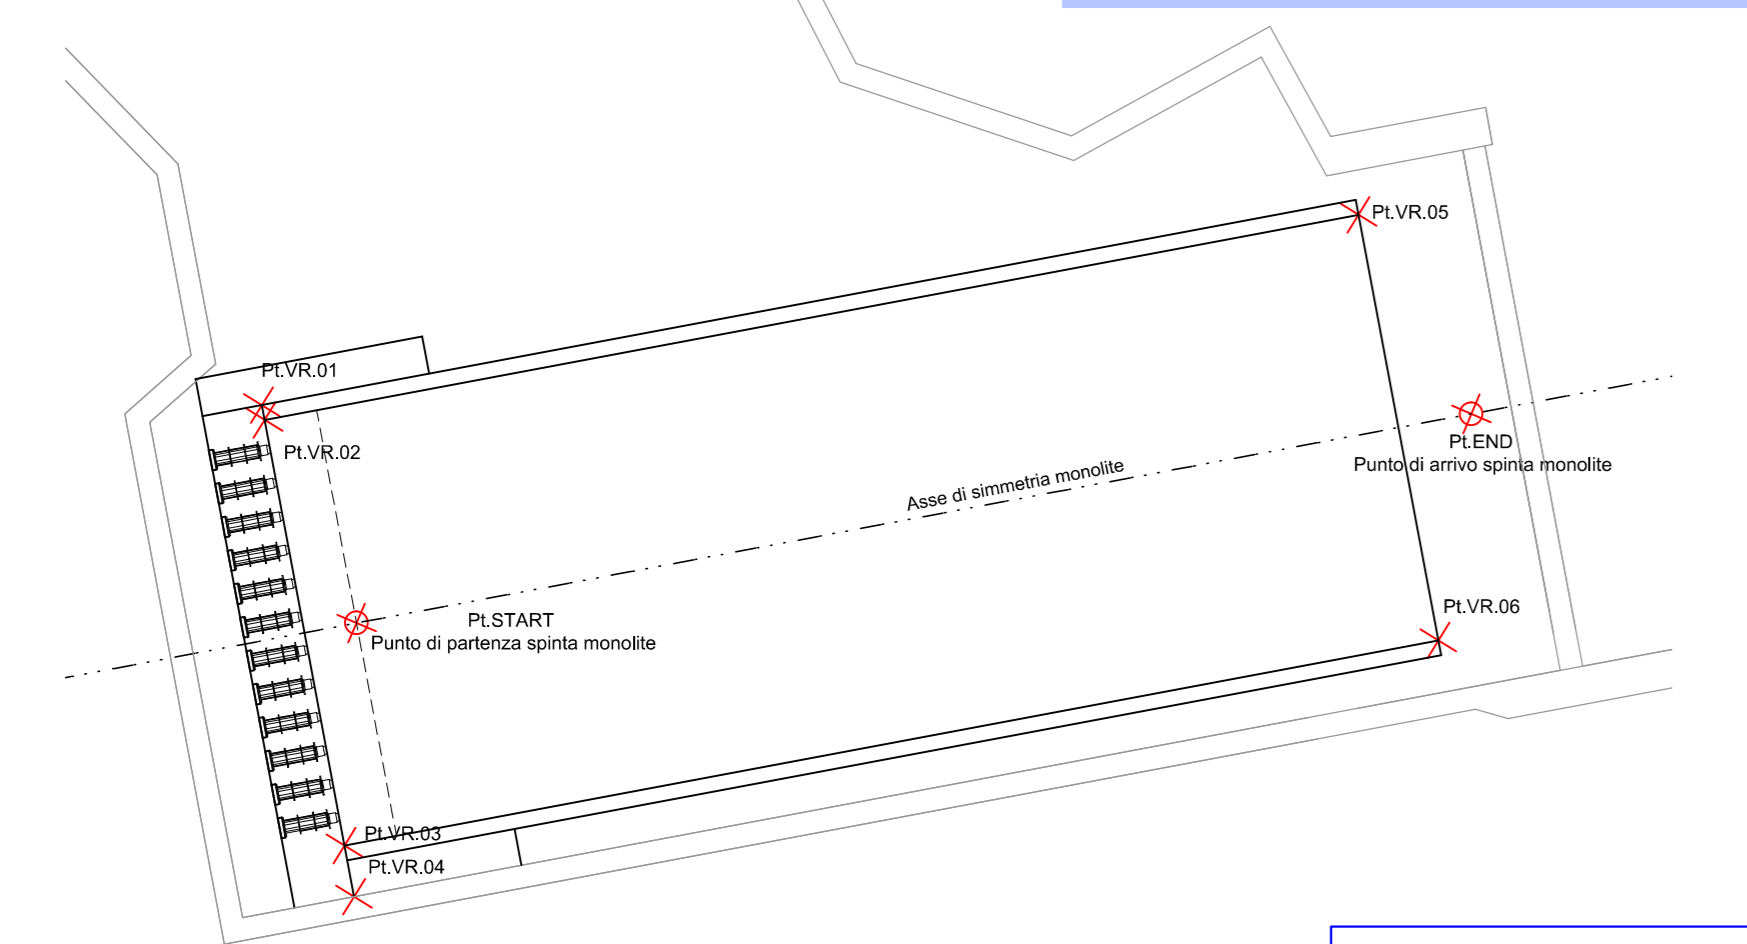 Pt.VR.05
Pt.VR.01
Pt.VR.02
Pt.END
Punto di arrivo spinta monolite
Asse di simmetria monolite
Pt.VR.06
Pt.START
Punto di partenza spinta monolite
Pt.VR.03
Pt.VR.04